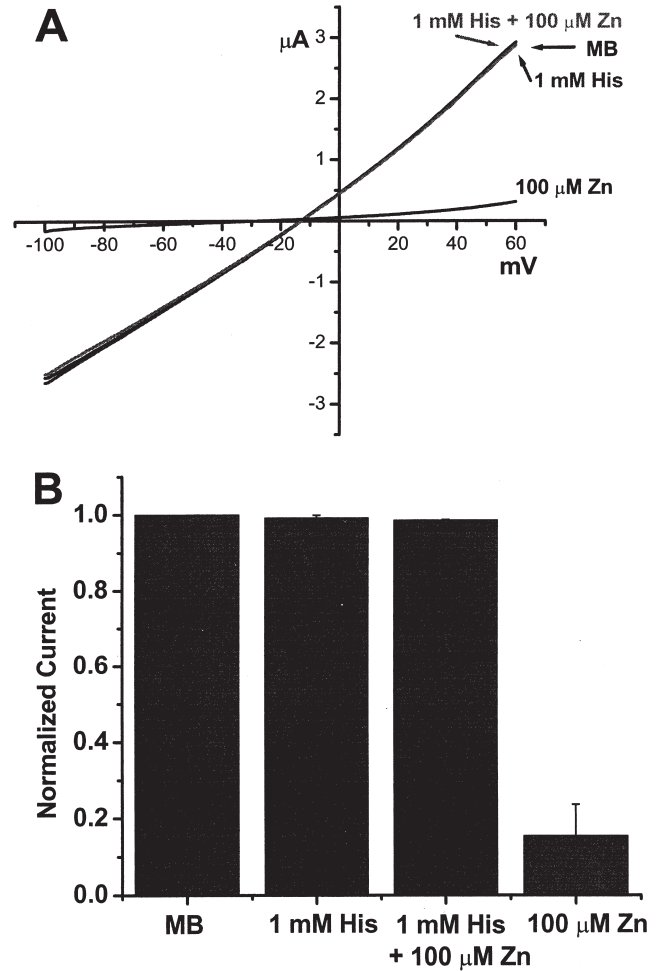 A
μA
1 mM His + 100 μM Zn
MB
1 mM His
100 μM Zn
3
2
1
-1
-2
-3
-100 -80 -60 -40 -20 20 40 60
mV
B
Normalized Current
1.0
0.8
0.6
0.4
0.2
0.0
MB 1 mM His 1 mM His 100 μM Zn
+ 100 μM Zn